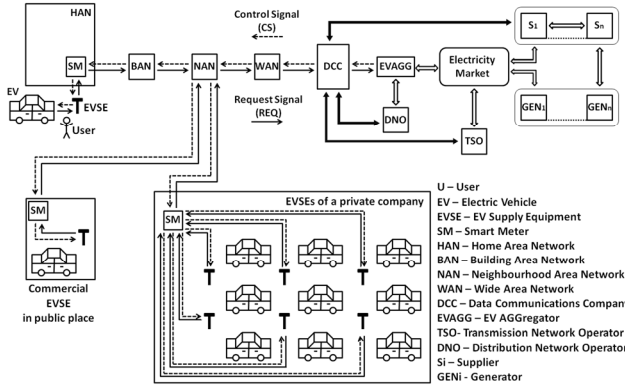 HAN
Control Signal
(CS)
S1
Sn
SM
BAN
NAN
WAN
DCC
EVAGG
Electricity
Market
EV
EVSE
User
Request Signal
(REQ)
DNO
TSO
GEN1
GENn
SM
Commercial
EVSE
in public place
EVSEs of a private company
SM
U – User
EV – Electric Vehicle
EVSE – EV Supply Equipment
SM – Smart Meter
HAN – Home Area Network
BAN – Building Area Network
NAN – Neighbourhood Area Network
WAN – Wide Area Network
DCC – Data Communications Company
EVAGG – EV AGGregator
TSO- Transmission Network Operator
DNO – Distribution Network Operator
Si – Supplier
GENi - Generator